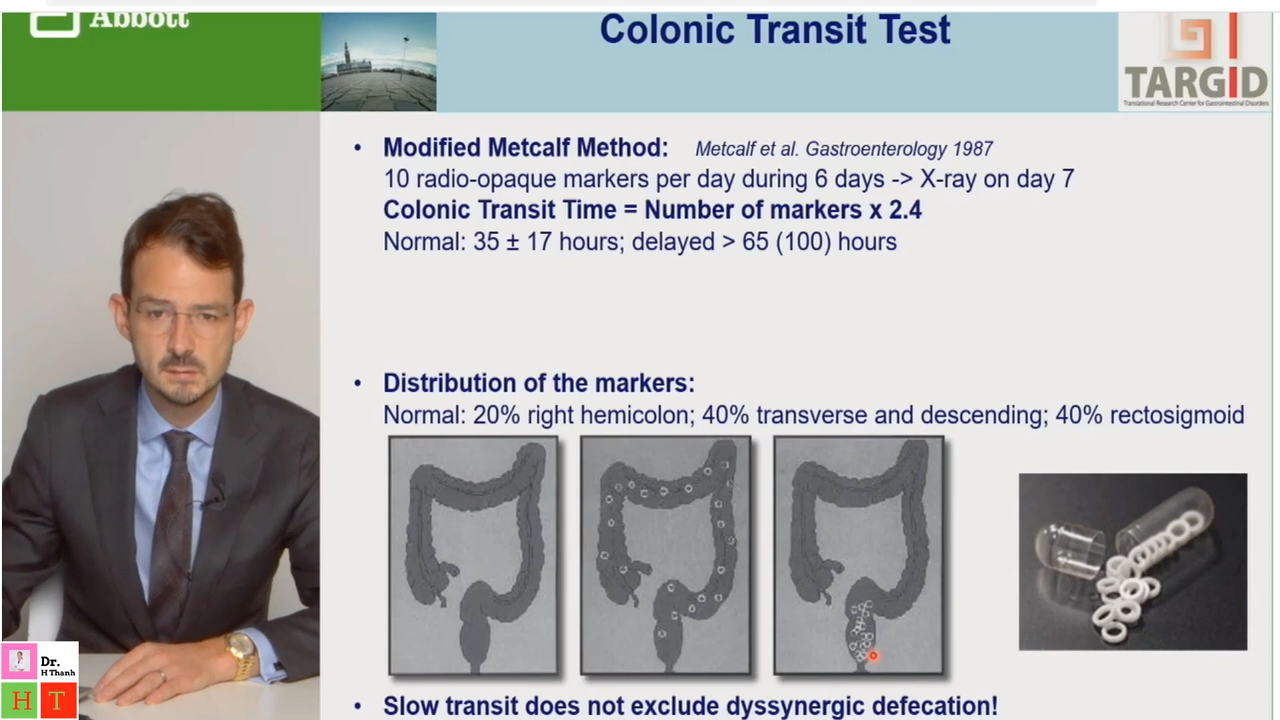 Abbott
Colonic Transit Test
TARGID
Translational Research Center for Gastrointestinal Disorders
• Modified Metcalf Method: Metcalf et al. Gastroenterology 1987
10 radio-opaque markers per day during 6 days -> X-ray on day 7
Colonic Transit Time = Number of markers x 2.4
Normal: 35 ± 17 hours; delayed > 65 (100) hours
• Distribution of the markers:
Normal: 20% right hemicolon; 40% transverse and descending; 40% rectosigmoid
• Slow transit does not exclude dyssynergic defecation!
Dr.
H Thanh
H T